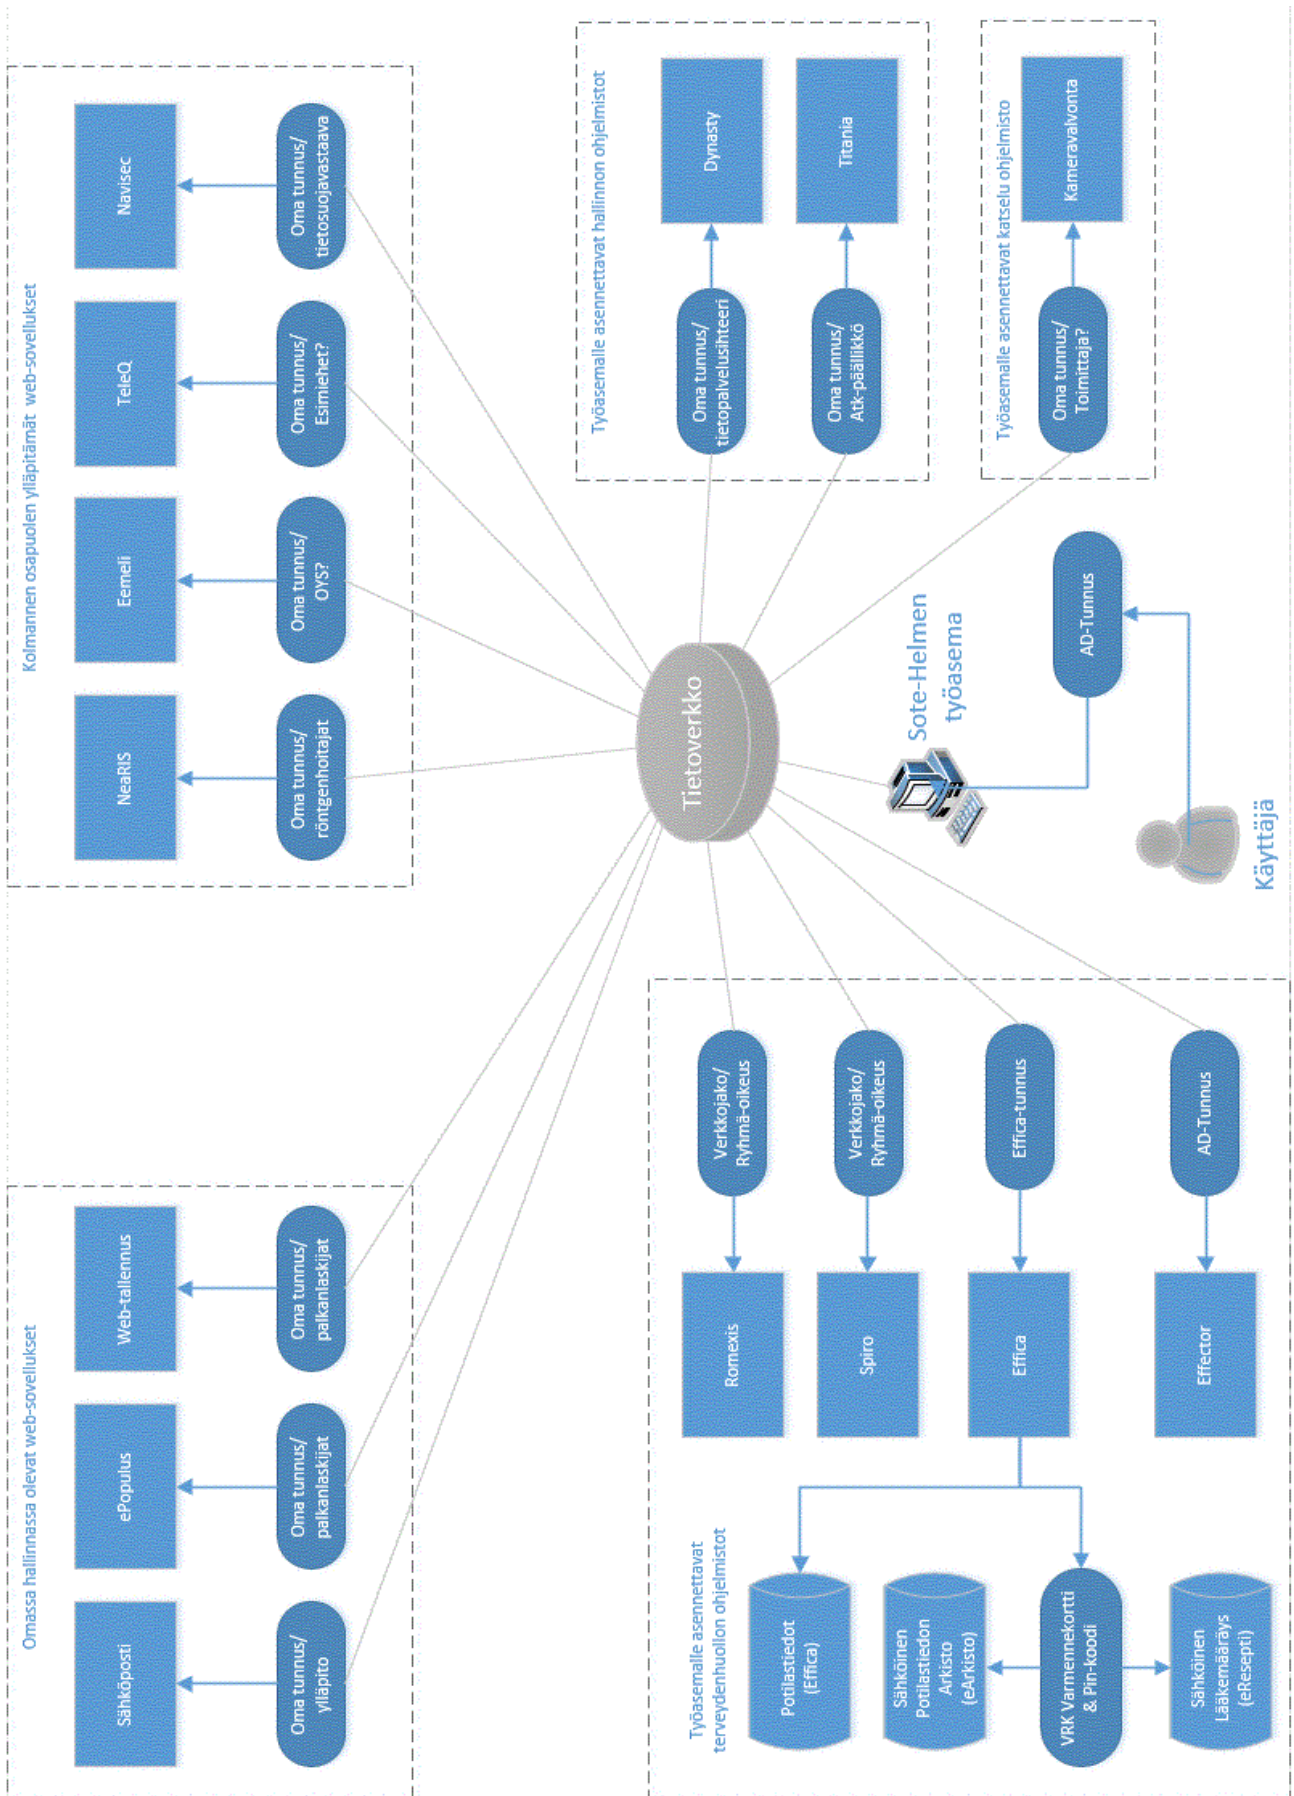 Omassa hallinnassa olevat web-sovellukset
Sähköposti
ePopulus
Web-tallennus
Oma tunnus/
ylläpito
Oma tunnus/
palkanlaskijat
Oma tunnus/
palkanlaskijat
Kolmannen osapuolen ylläpitämät web-sovellukset
NeaRIS
Eemeli
TeleQ
Navisec
Oma tunnus/
röntgenhoitajat
Oma tunnus/
OYS?
Oma tunnus/
Esimiehet?
Oma tunnus/
tietosuojavastaava
Tietoverkko
Työasemalle asennettavat hallinnon ohjelmistot
Oma tunnus/
tietopalvelusihteeri
Dynasty
Oma tunnus/
Atk-päällikkö
Titania
Työasemalle asennettavat katselu ohjelmisto
Oma tunnus/
Toimittaja?
Kameravalvonta
Sote-Helmen
työasema
AD-Tunnus
Käyttäjä
Työasemalle asennettavat
terveydenhuollon ohjelmistot
Romexis
Verkkojako/
Ryhmä-oikeus
Potilastiedot
(Effica)
Spiro
Verkkojako/
Ryhmä-oikeus
Sähköinen
Potilastiedon
Arkisto
(eArkisto)
Effica
Effica-tunnus
VRK Varmennekortti
& Pin-koodi
Sähköinen
Lääkemääräys
(eResepti)
Effector
AD-Tunnus